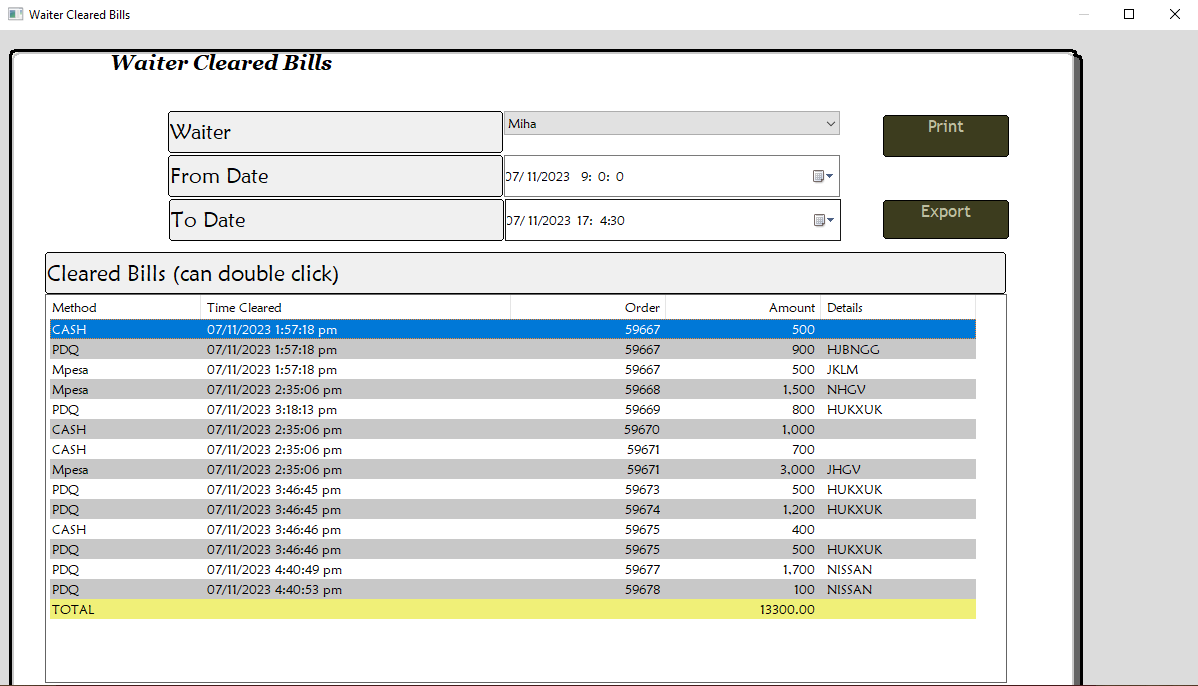 Waiter Cleared Bills
Waiter Cleared Bills
Waiter Miha Print
From Date 07/11/2023 9: 0: 0
To Date 07/11/2023 17: 4:30 Export
Cleared Bills (can double click)
Method Time Cleared Order Amount Details
CASH 07/11/2023 1:57:18 pm 59667 500
PDQ 07/11/2023 1:57:18 pm 59667 900 HJBNGG
Mpesa 07/11/2023 1:57:18 pm 59667 500 JKLM
Mpesa 07/11/2023 2:35:06 pm 59668 1,500 NHGV
PDQ 07/11/2023 3:18:13 pm 59669 800 HUKXUK
CASH 07/11/2023 2:35:06 pm 59670 1,000
CASH 07/11/2023 2:35:06 pm 59671 700
Mpesa 07/11/2023 2:35:06 pm 59671 3,000 JHGV
PDQ 07/11/2023 3:46:45 pm 59673 500 HUKXUK
PDQ 07/11/2023 3:46:45 pm 59674 1,200 HUKXUK
CASH 07/11/2023 3:46:46 pm 59675 400
PDQ 07/11/2023 3:46:46 pm 59675 500 HUKXUK
PDQ 07/11/2023 4:40:49 pm 59677 1,700 NISSAN
PDQ 07/11/2023 4:40:53 pm 59678 100 NISSAN
TOTAL 13300.00